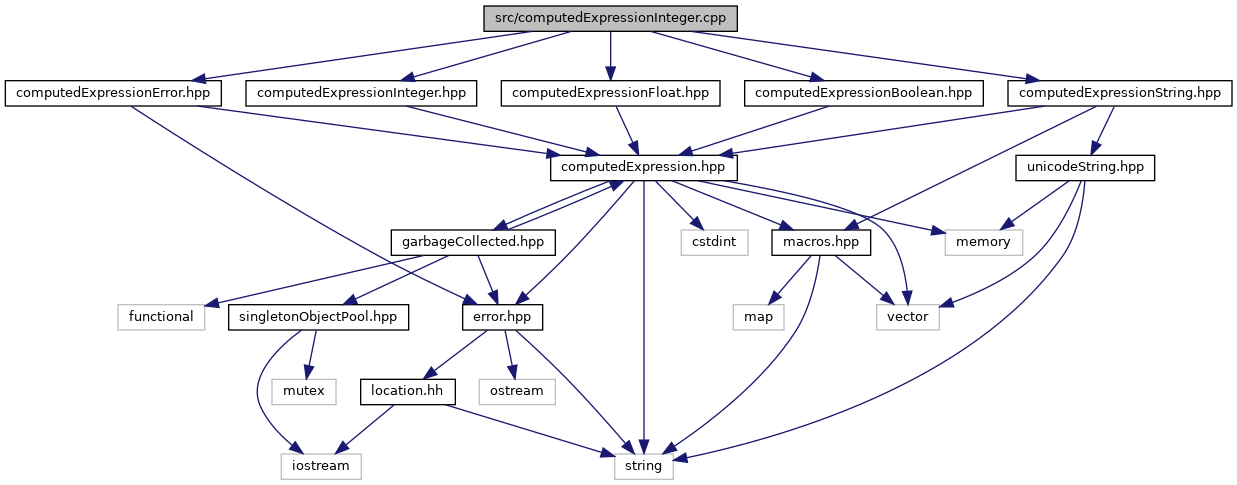 src/computedExpressionInteger.cpp
computedExpressionError.hpp
computedExpressionInteger.hpp
computedExpressionFloat.hpp
computedExpressionBoolean.hpp
computedExpressionString.hpp
computedExpression.hpp
unicodeString.hpp
garbageCollected.hpp
cstdint
macros.hpp
memory
functional
singletonObjectPool.hpp
error.hpp
map
vector
mutex
location.hh
ostream
iostream
string